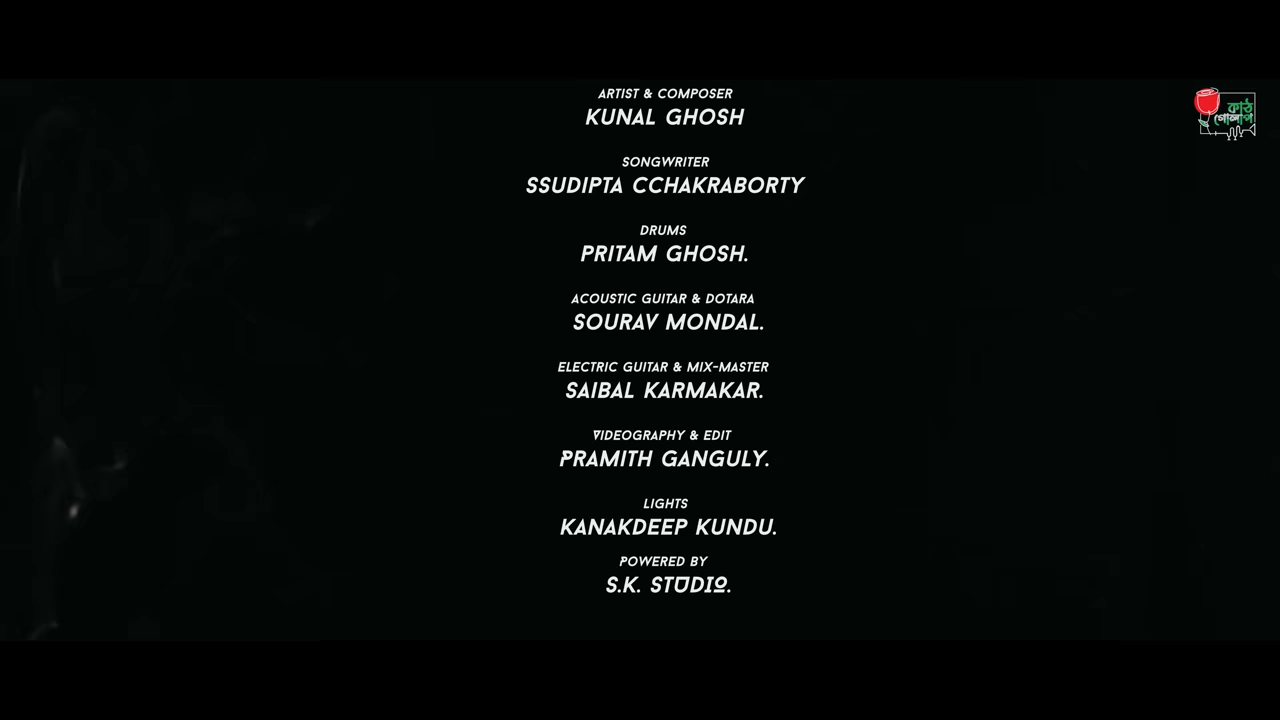 ARTIST & COMPOSER
KUNAL GHOSH
SONGWRITER
SSUDIPTA CCHAKRABORTY
DRUMS
PRITAM GHOSH.
ACOUSTIC GUITAR & DOTARA
SOURAV MONDAL.
ELECTRIC GUITAR & MIX-MASTER
SAIBAL KARMAKAR.
VIDEOGRAPHY & EDIT
PRAMITH GANGULY.
LIGHTS
KANAKDEEP KUNDU.
POWERED BY
S.K. STUDIO.
কাঠ
গোলাপ